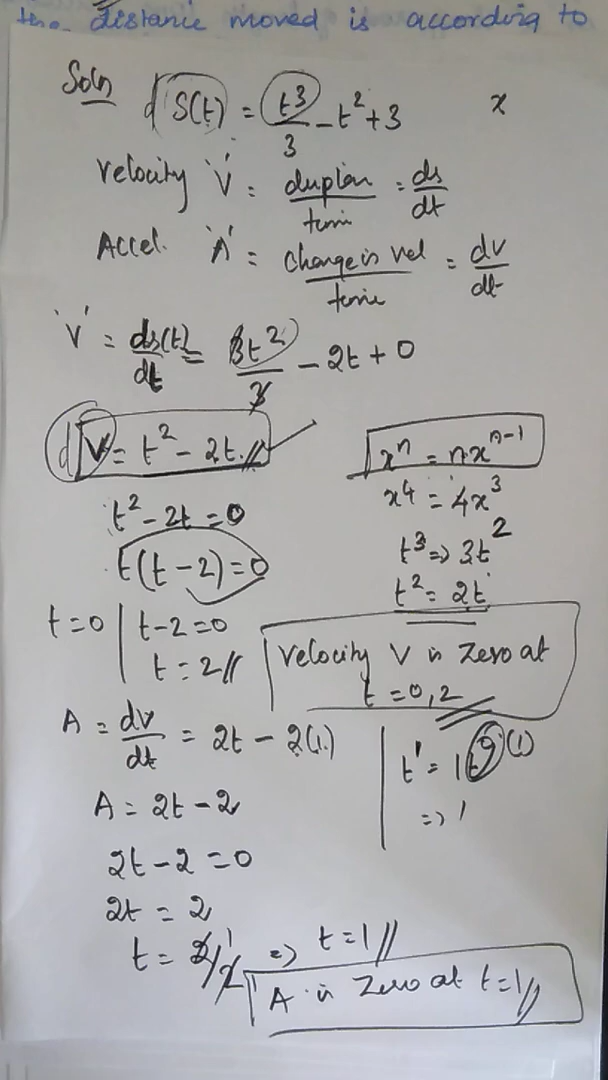 the distance moved is according to
Soln
S(t) = t³/3 - t² + 3
x
Velocity 'V' = / time = ds/dt
Accel. 'A' = change in vel / time = dv/dt
'V' = ds(t)/dt = 3t²/3 - 2t + 0
d V = t² - 2t //
xⁿ = nxⁿ⁻¹
x⁴ = 4x³
t³ => 3t²
t² = 2t
t² - 2t = 0
t(t - 2) = 0
t = 0 | t - 2 = 0
t = 2 //
Velocity V is Zero at
t = 0, 2
A = dv/dt = 2t - 2(1)
t' = 1t⁰ (1)
=> 1
A = 2t - 2
2t - 2 = 0
2t = 2
t = 2/2 => t = 1 //
A is Zero at t = 1 //